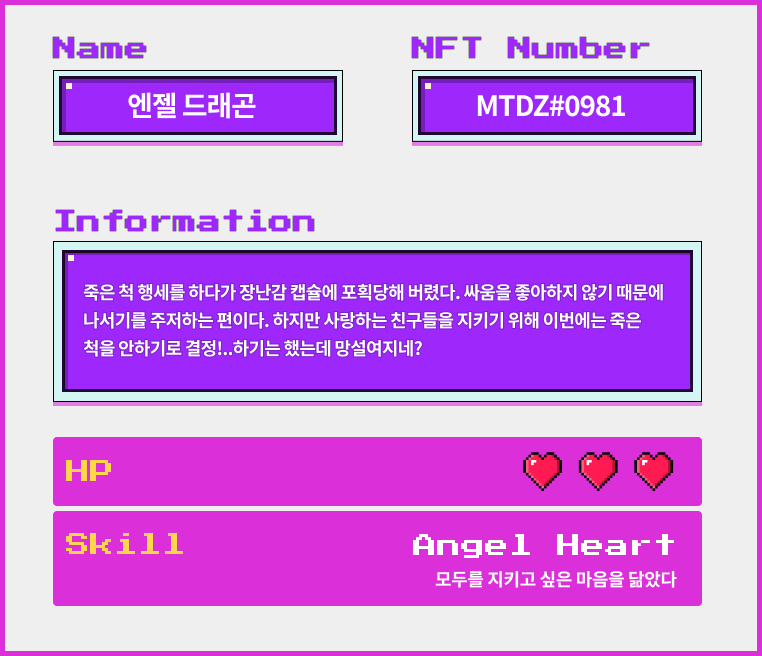 Name
NFT Number
엔젤 드래곤
MTDZ#0981
Information
죽은 척 행세를 하다가 장난감 캡슐에 포획당해 버렸다. 싸움을 좋아하지 않기 때문에
나서기를 주저하는 편이다. 하지만 사랑하는 친구들을 지키기 위해 이번에는 죽은
척을 안하기로 결정!..하기는 했는데 망설여지네?
HP
Skill
Angel Heart
모두를 지키고 싶은 마음을 닮았다